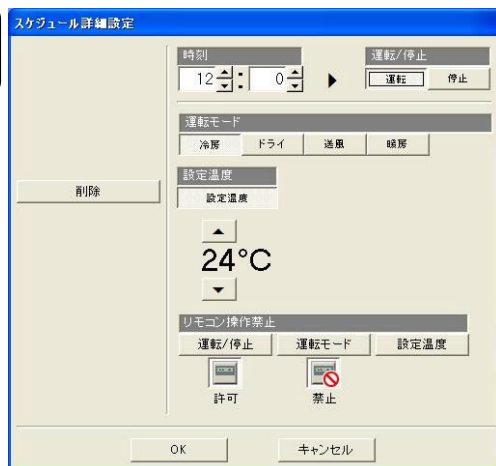 スケジュール詳細設定
時刻
運転/停止
12 : 0
運転
停止
運転モード
冷房
ドライ
送風
暖房
設定温度
設定温度
削除
24°C
リモコン操作禁止
運転/停止
運転モード
設定温度
許可
禁止
OK
キャンセル